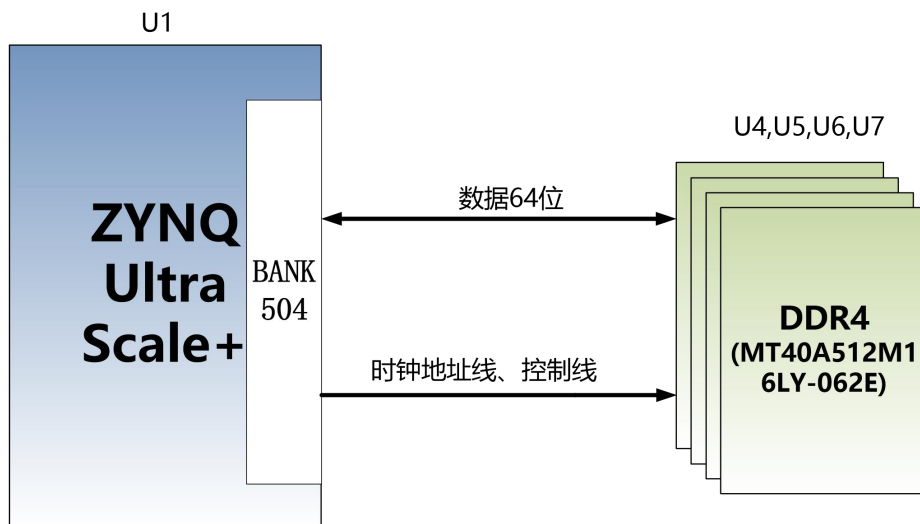 U1
U4,U5,U6,U7
数据64位
ZYNQ
Ultra
Scale+
BANK
504
时钟地址线、控制线
DDR4
(MT40A512M1
6LY-062E)